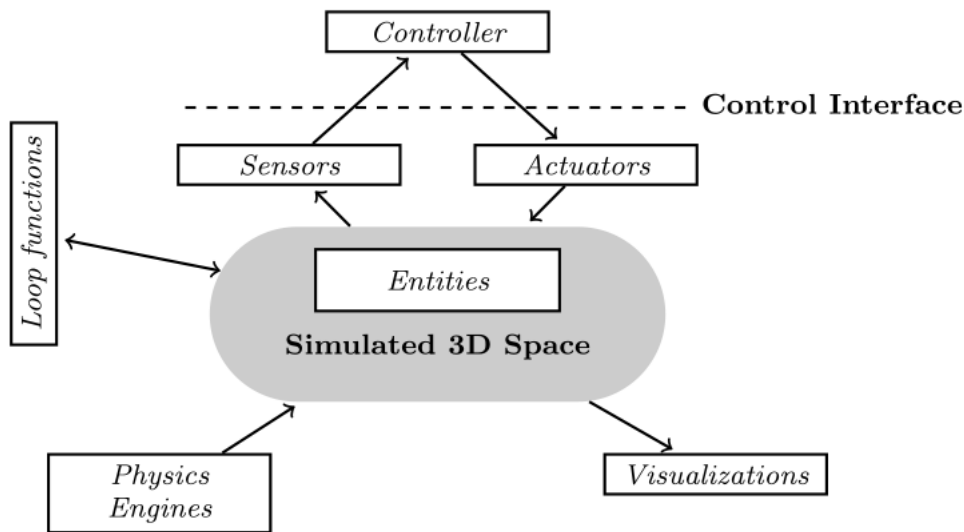 Controller
Control Interface
Sensors
Actuators
Loop functions
Entities
Simulated 3D Space
Physics
Engines
Visualizations